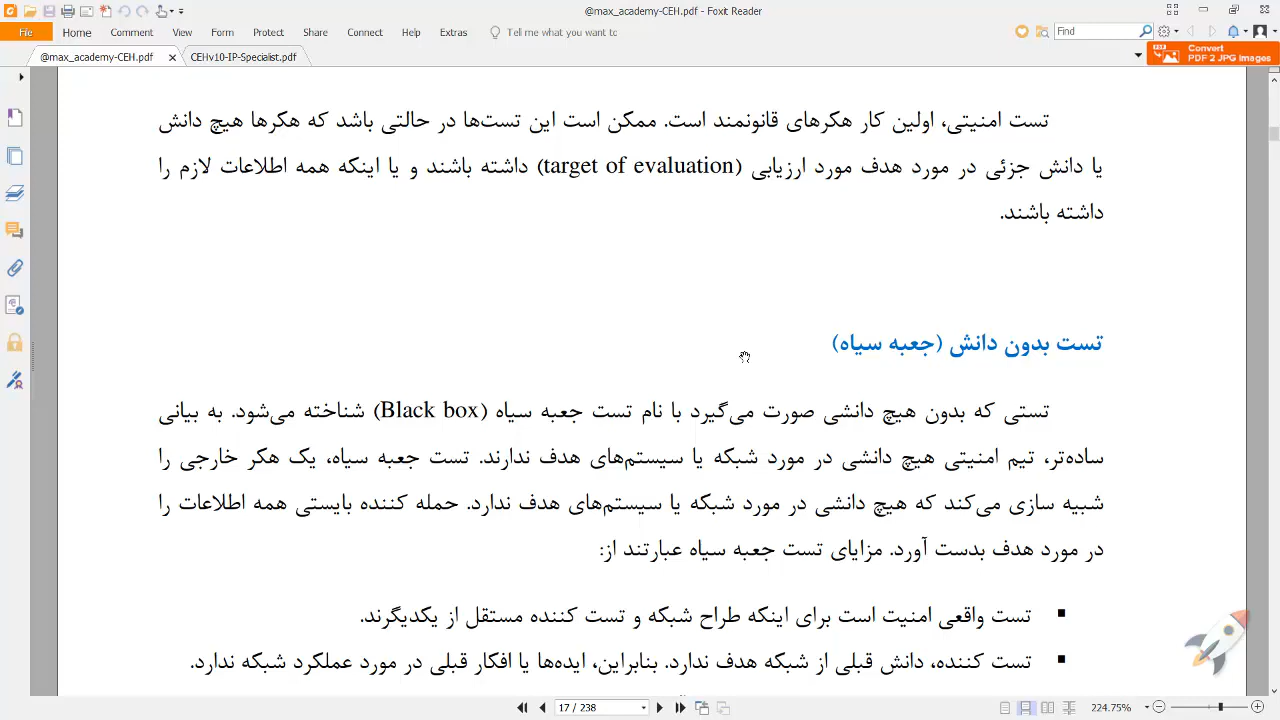 @max_academy-CEH.pdf - Foxit Reader
File Home Comment View Form Protect Share Connect Help Extras Tell me what you want to Find
@max_academy-CEH.pdf CEHv10-IP-Specialist.pdf
Convert
PDF 2 JPG Images
تست امنیتی، اولین کار هکرهای قانونمند است. ممکن است این تست‌ها در حالتی باشد که هکرها هیچ دانش
یا دانش جزئی در مورد هدف مورد ارزیابی (target of evaluation) داشته باشند و یا اینکه همه اطلاعات لازم را
داشته باشند.
تست بدون دانش (جعبه سیاه)
تستی که بدون هیچ دانشی صورت می‌گیرد با نام تست جعبه سیاه (Black box) شناخته می‌شود. به بیانی
ساده‌تر، تیم امنیتی هیچ دانشی در مورد شبکه یا سیستم‌های هدف ندارند. تست جعبه سیاه، یک هکر خارجی را
شبیه سازی می‌کند که هیچ دانشی در مورد شبکه یا سیستم‌های هدف ندارد. حمله کننده بایستی همه اطلاعات را
در مورد هدف بدست آورد. مزایای تست جعبه سیاه عبارتند از:
▪ تست واقعی امنیت است برای اینکه طراح شبکه و تست کننده مستقل از یکدیگرند.
▪ تست کننده، دانش قبلی از شبکه هدف ندارد. بنابراین، ایده‌ها یا افکار قبلی در مورد عملکرد شبکه ندارد.
17 / 238 224.75%